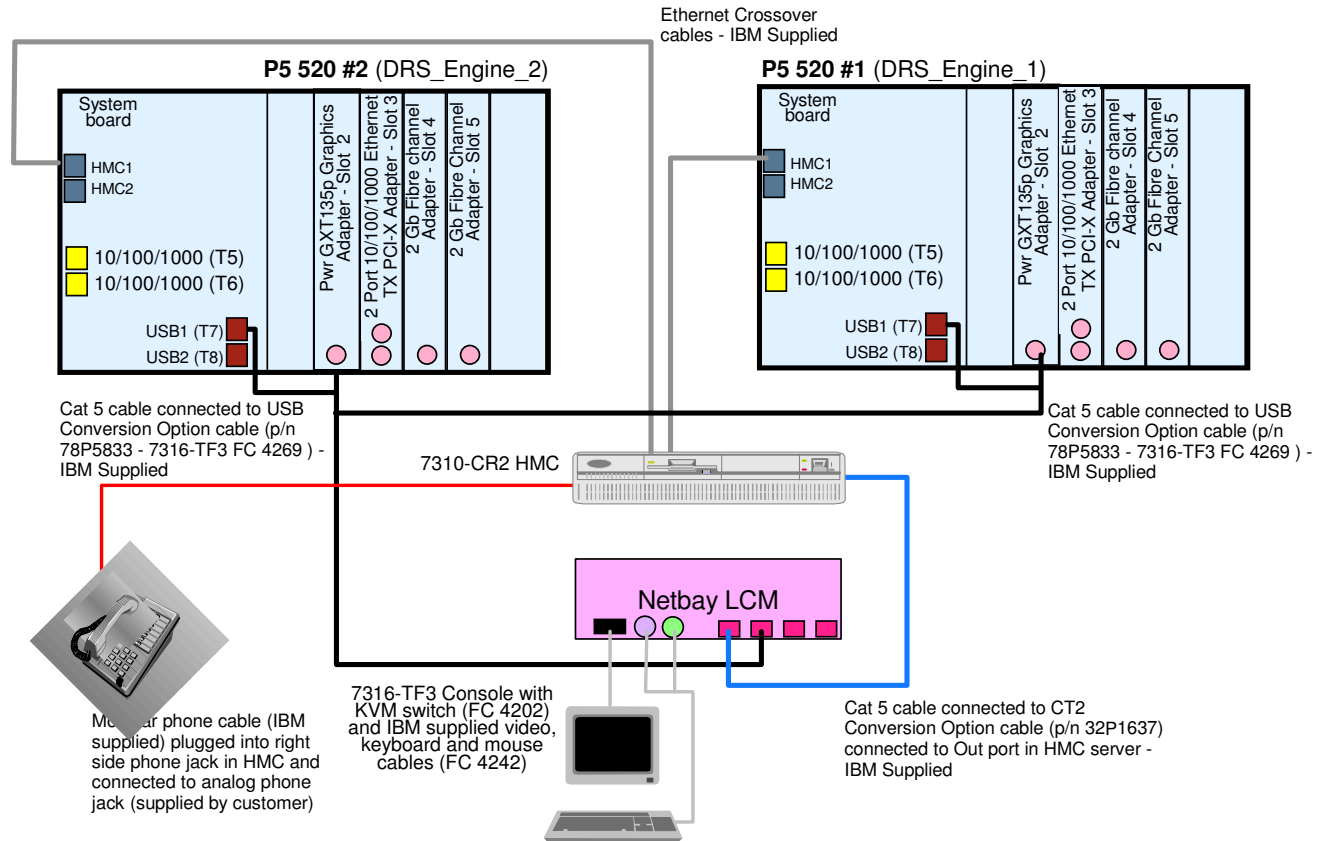 Ethernet Crossover
cables - IBM Supplied
P5 520 #2 (DRS_Engine_2)
System
board
HMC1
HMC2
10/100/1000 (T5)
10/100/1000 (T6)
USB1 (T7)
USB2 (T8)
Pwr GXT135p Graphics
Adapter - Slot 2
2 Port 10/100/1000 Ethernet
TX PCI-X Adapter - Slot 3
2 Gb Fibre channel
Adapter - Slot 4
2 Gb Fibre Channel
Adapter - Slot 5
P5 520 #1 (DRS_Engine_1)
System
board
HMC1
HMC2
10/100/1000 (T5)
10/100/1000 (T6)
USB1 (T7)
USB2 (T8)
Pwr GXT135p Graphics
Adapter - Slot 2
2 Port 10/100/1000 Ethernet
TX PCI-X Adapter - Slot 3
2 Gb Fibre channel
Adapter - Slot 4
2 Gb Fibre Channel
Adapter - Slot 5
Cat 5 cable connected to USB
Conversion Option cable (p/n
78P5833 - 7316-TF3 FC 4269 ) -
IBM Supplied
Cat 5 cable connected to USB
Conversion Option cable (p/n
78P5833 - 7316-TF3 FC 4269 ) -
IBM Supplied
7310-CR2 HMC
Netbay LCM
phone cable (IBM
supplied) plugged into right
side phone jack in HMC and
connected to analog phone
jack (supplied by customer)
7316-TF3 Console with
KVM switch (FC 4202)
and IBM supplied video,
keyboard and mouse
cables (FC 4242)
Cat 5 cable connected to CT2
Conversion Option cable (p/n 32P1637)
connected to Out port in HMC server -
IBM Supplied